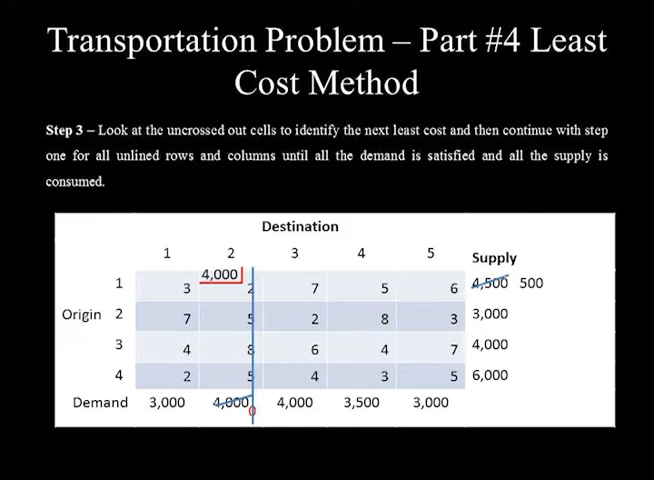 Transportation Problem – Part #4 Least
Cost Method
Step 3 – Look at the uncrossed out cells to identify the next least cost and then continue with step
one for all unlined rows and columns until all the demand is satisfied and all the supply is
consumed.
Destination
1 2 3 4 5 Supply
4,000
1 3 2 7 5 6 4,500 500
Origin 2 7 5 2 8 3 3,000
3 4 8 6 4 7 4,000
4 2 5 4 3 5 6,000
Demand 3,000 4,000 4,000 3,500 3,000
0